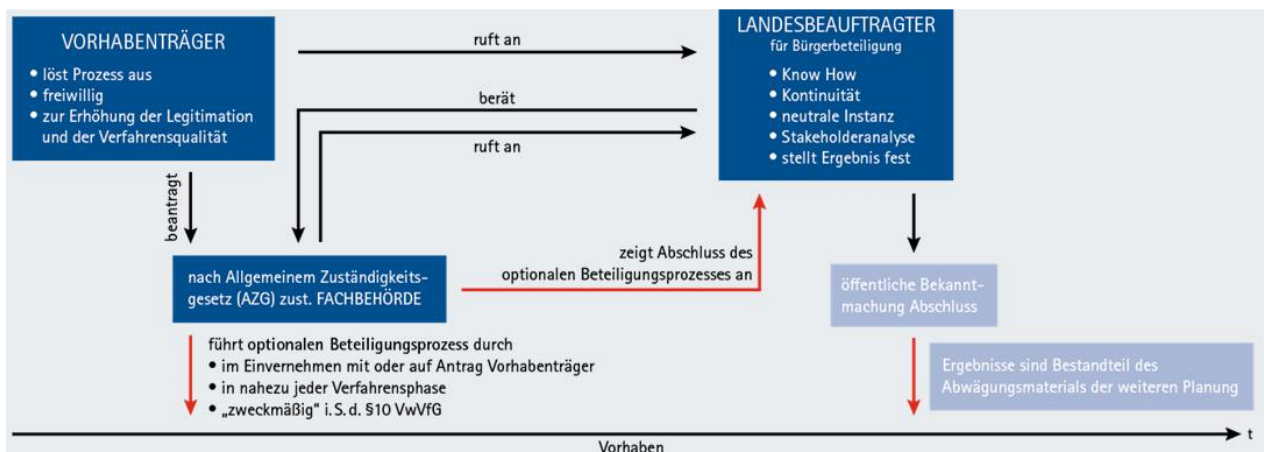 VORHABENTRÄGER
• löst Prozess aus
• freiwillig
• zur Erhöhung der Legitimation
und der Verfahrensqualität
ruft an
berät
ruft an
LANDESBEAUFTRAGTER
für Bürgerbeteiligung
• Know How
• Kontinuität
• neutrale Instanz
• Stakeholderanalyse
• stellt Ergebnis fest
beantragt
nach Allgemeinem Zuständigkeits-
gesetz (AZG) zust. FACHBEHÖRDE
zeigt Abschluss des
optionalen Beteiligungsprozesses an
öffentliche Bekannt-
machung Abschluss
führt optionalen Beteiligungsprozess durch
• im Einvernehmen mit oder auf Antrag Vorhabenträger
• in nahezu jeder Verfahrensphase
• „zweckmäßig“ i. S. d. §10 VwVfG
Ergebnisse sind Bestandteil des
Abwägungsmaterials der weiteren Planung
t
Vorhaben